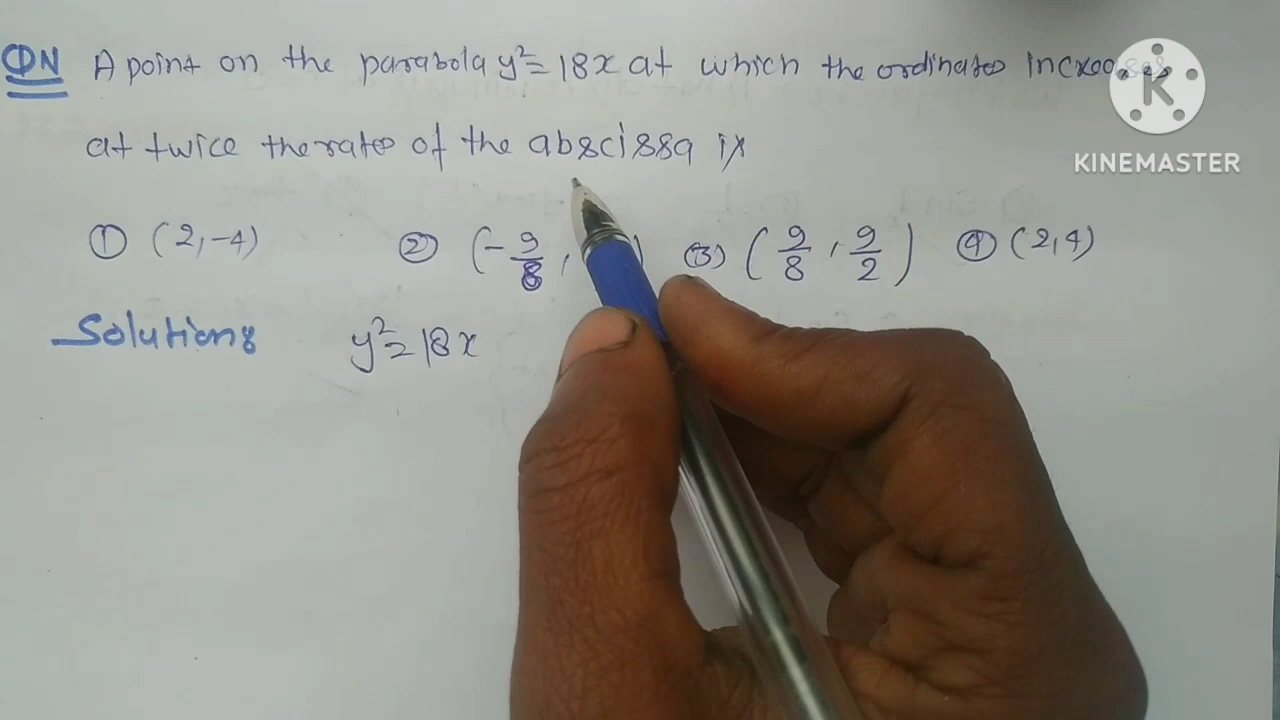 QN A point on the parabola y²=18x at which the ordinate increases
at twice the rate of the abscissa is
K
KINEMASTER
① (2,-4) ② (-9/8, ) ③ (9/8, 9/2) ④ (2,4)
Solution: y²=18x